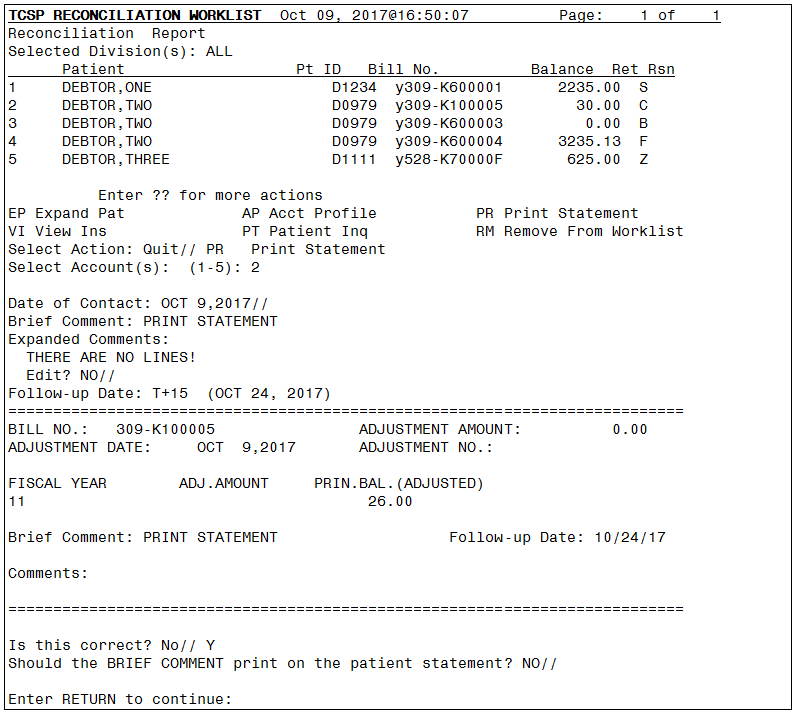 TCSP RECONCILIATION WORKLIST  Oct 09, 2017@16:50:07          Page:    1 of    1
Reconciliation  Report
Selected Division(s): ALL
      Patient                   Pt ID   Bill No.          Balance  Ret Rsn
1     DEBTOR,ONE                    D1234  y309-K600001      2235.00  S
2     DEBTOR,TWO                    D0979  y309-K100005        30.00  C
3     DEBTOR,TWO                    D0979  y309-K600003         0.00  B
4     DEBTOR,TWO                    D0979  y309-K600004      3235.13  F
5     DEBTOR,THREE                  D1111  y528-K70000F       625.00  Z
          Enter ?? for more actions
EP Expand Pat             AP Acct Profile           PR Print Statement
VI View Ins               PT Patient Inq            RM Remove From Worklist
Select Action: Quit// PR   Print Statement
Select Account(s):  (1-5): 2
Date of Contact: OCT 9,2017//
Brief Comment: PRINT STATEMENT
Expanded Comments:
  THERE ARE NO LINES!
  Edit? NO//
Follow-up Date: T+15  (OCT 24, 2017)
===========================================================================
BILL NO.:   309-K100005                ADJUSTMENT AMOUNT:          0.00
ADJUSTMENT DATE:     OCT  9,2017       ADJUSTMENT NO.:
FISCAL YEAR        ADJ.AMOUNT     PRIN.BAL.(ADJUSTED)
11                                      26.00
Brief Comment: PRINT STATEMENT                   Follow-up Date: 10/24/17
Comments:
===========================================================================
Is this correct? No// Y
Should the BRIEF COMMENT print on the patient statement? NO//
Enter RETURN to continue: